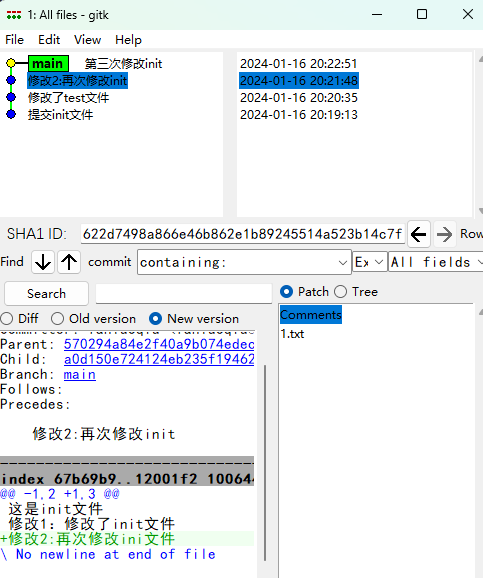 1: All files - gitk
File Edit View Help
main 第三次修改init 2024-01-16 20:22:51
修改2:再次修改init 2024-01-16 20:21:48
修改了test文件 2024-01-16 20:20:35
提交init文件 2024-01-16 20:19:13
SHA1 ID: 622d7498a866e46b862e1b89245514a523b14c7f Row
Find commit containing: Ex All fields
Search
Patch Tree
Diff Old version New version
Comments
1.txt
Parent: 570294a84e2f40a9b074edec
Child: a0d150e724124eb235f19462
Branch: main
Follows:
Precedes:
修改2:再次修改init
index 67b69b9..12001f2 10064
@@ -1,2 +1,3 @@
这是init文件
修改1：修改了init文件
+修改2:再次修改ini文件
\ No newline at end of file